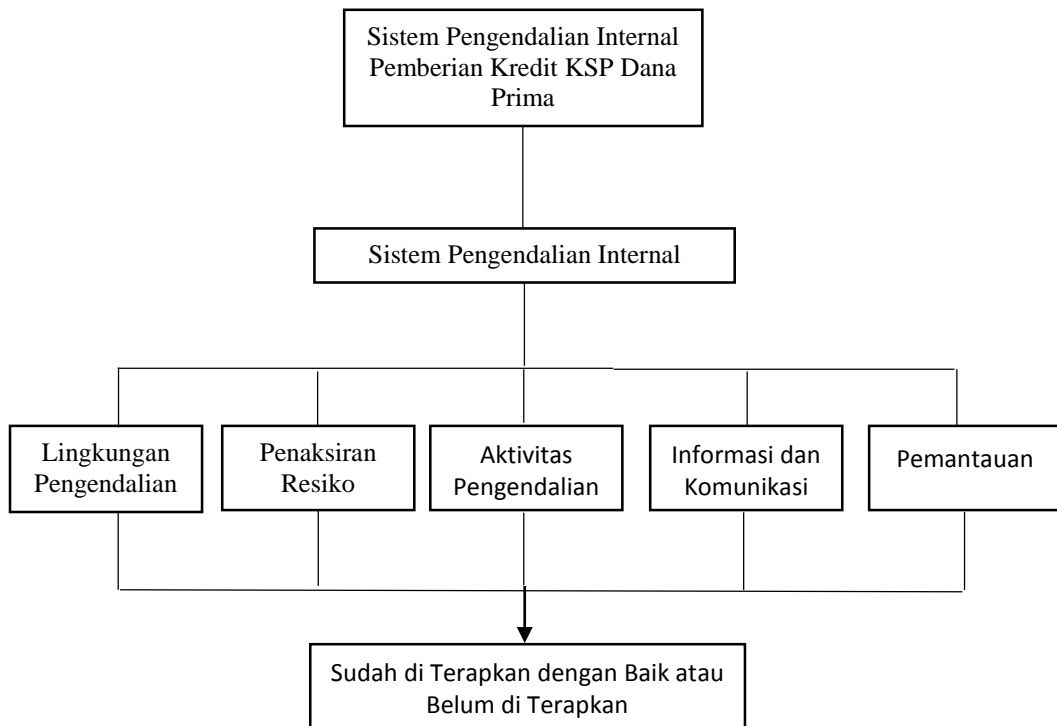 Sistem Pengendalian Internal
Pemberian Kredit KSP Dana
Prima
Sistem Pengendalian Internal
Lingkungan
Pengendalian
Penaksiran
Resiko
Aktivitas
Pengendalian
Informasi dan
Komunikasi
Pemantauan
Sudah di Terapkan dengan Baik atau
Belum di Terapkan